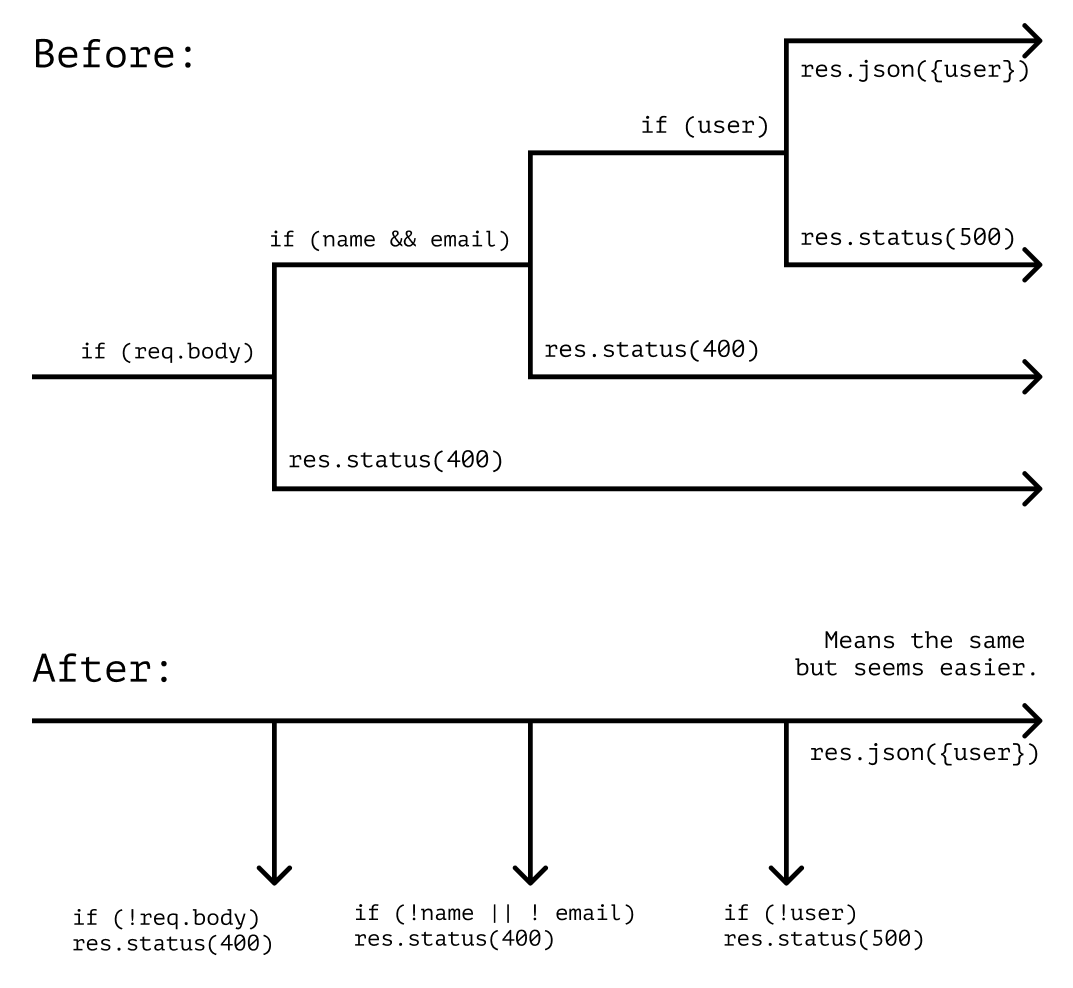 Before:
res.json({user})
if (user)
res.status(500)
if (name && email)
res.status(400)
if (req.body)
res.status(400)
Means the same
but seems easier.
After:
res.json({user})
if (!req.body)
res.status(400)
if (!name || ! email)
res.status(400)
if (!user)
res.status(500)